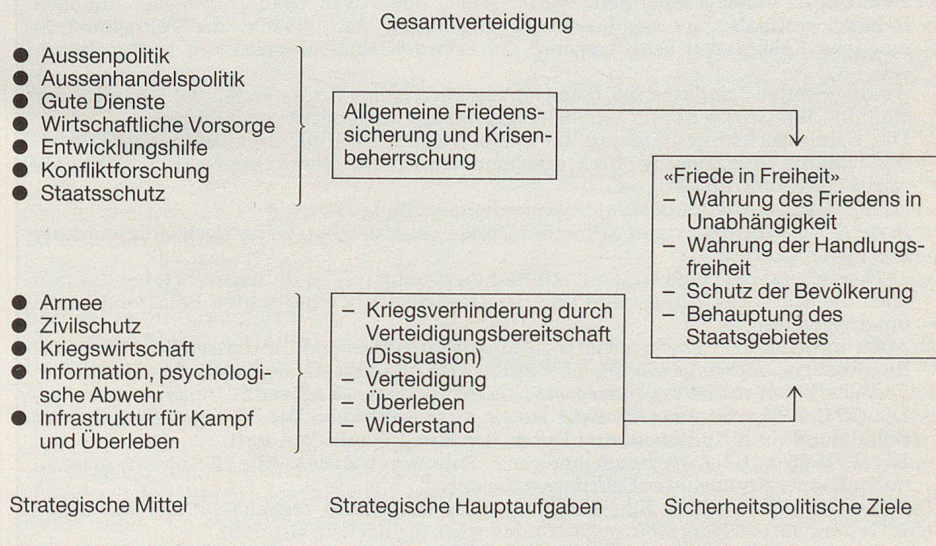 Gesamtverteidigung
● Aussenpolitik
● Aussenhandelspolitik
● Gute Dienste
● Wirtschaftliche Vorsorge
● Entwicklungshilfe
● Konfliktforschung
● Staatsschutz
Allgemeine Friedens-
sicherung und Krisen-
beherrschung
● Armee
● Zivilschutz
● Kriegswirtschaft
● Information, psychologi-
sche Abwehr
● Infrastruktur für Kampf
und Überleben
– Kriegsverhinderung durch
Verteidigungsbereitschaft
(Dissuasion)
– Verteidigung
– Überleben
– Widerstand
«Friede in Freiheit»
– Wahrung des Friedens in
Unabhängigkeit
– Wahrung der Handlungs-
freiheit
– Schutz der Bevölkerung
– Behauptung des
Staatsgebietes
Strategische Mittel
Strategische Hauptaufgaben
Sicherheitspolitische Ziele